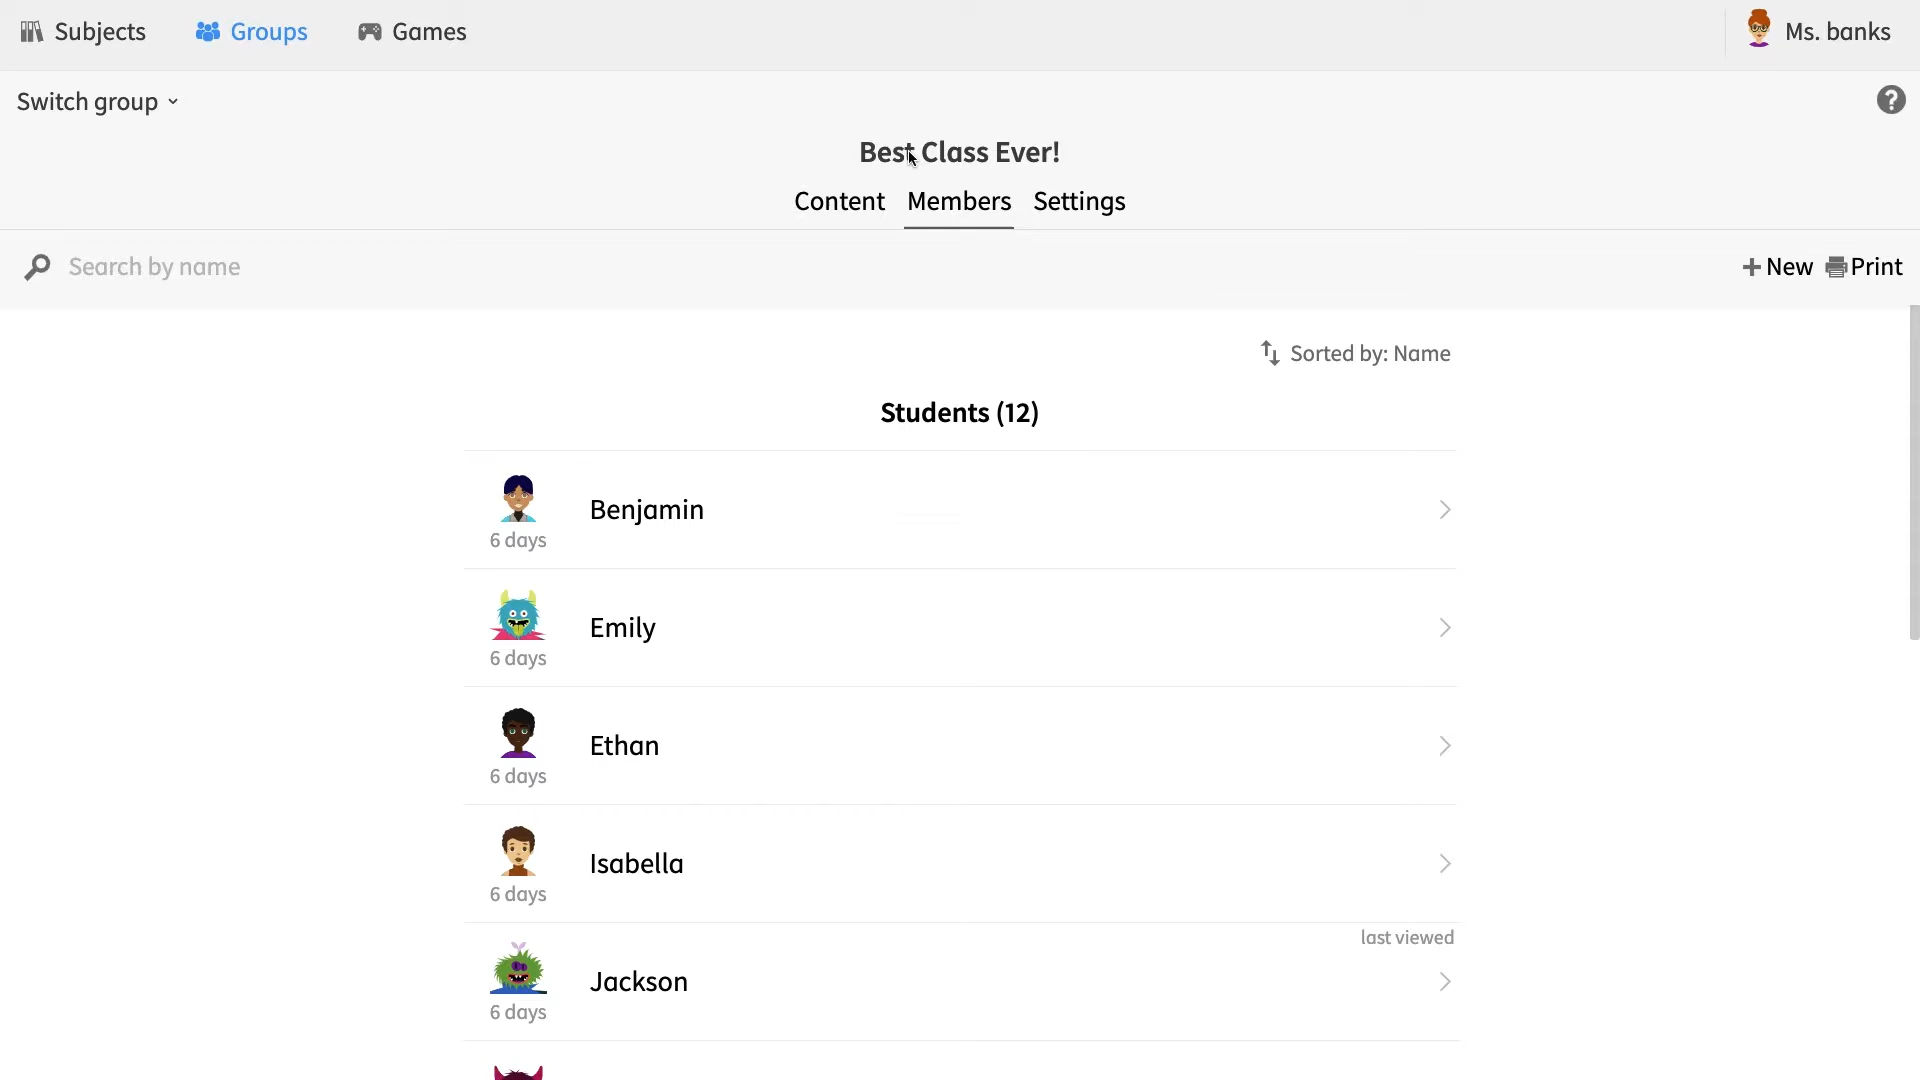 Subjects Groups Games Ms. banks
Switch group
Best Class Ever!
Content Members Settings
Search by name + New Print
Sorted by: Name
Students (12)
Benjamin
6 days
Emily
6 days
Ethan
6 days
Isabella
6 days
last viewed
Jackson
6 days